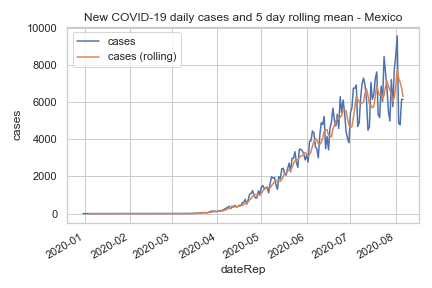 New COVID-19 daily cases and 5 day rolling mean - Mexico
cases
cases (rolling)
10000
8000
6000
4000
2000
0
cases
2020-01
2020-02
2020-03
2020-04
2020-05
2020-06
2020-07
2020-08
dateRep